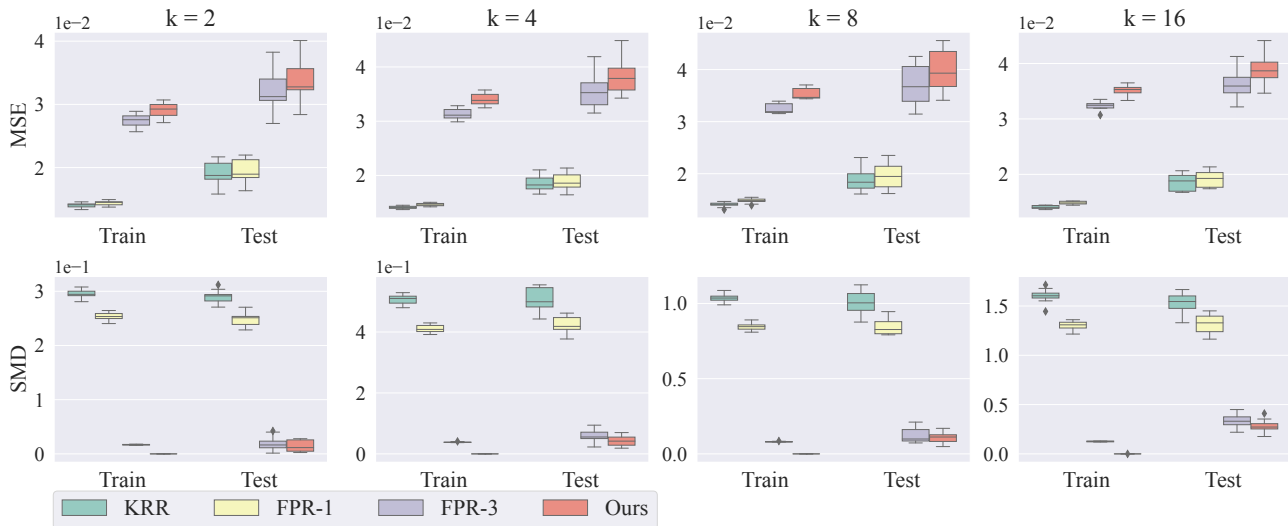 k = 2
k = 4
k = 8
k = 16
1e−2
1e−2
1e−2
1e−2
MSE
4
3
2
Train
Test
4
3
2
Train
Test
4
3
2
Train
Test
4
3
2
Train
Test
1e−1
1e−1
SMD
3
2
1
0
Train
Test
4
2
0
Train
Test
1.0
0.5
0.0
Train
Test
1.5
1.0
0.5
0.0
Train
Test
KRR
FPR-1
FPR-3
Ours